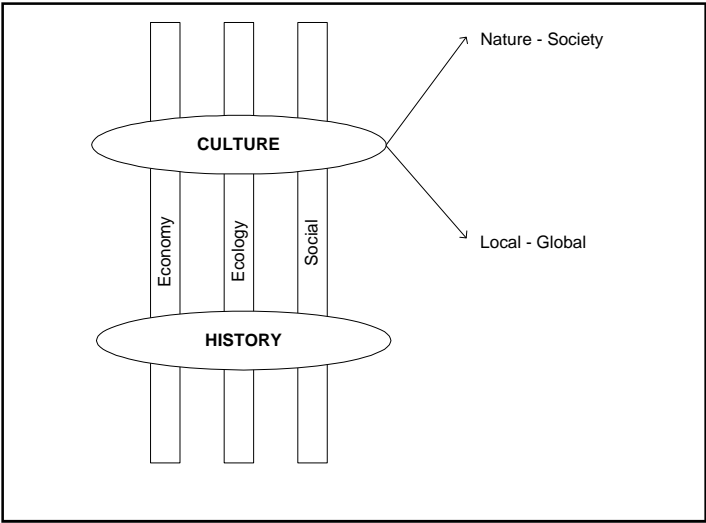 Nature - Society
CULTURE
Economy
Ecology
Social
Local - Global
HISTORY